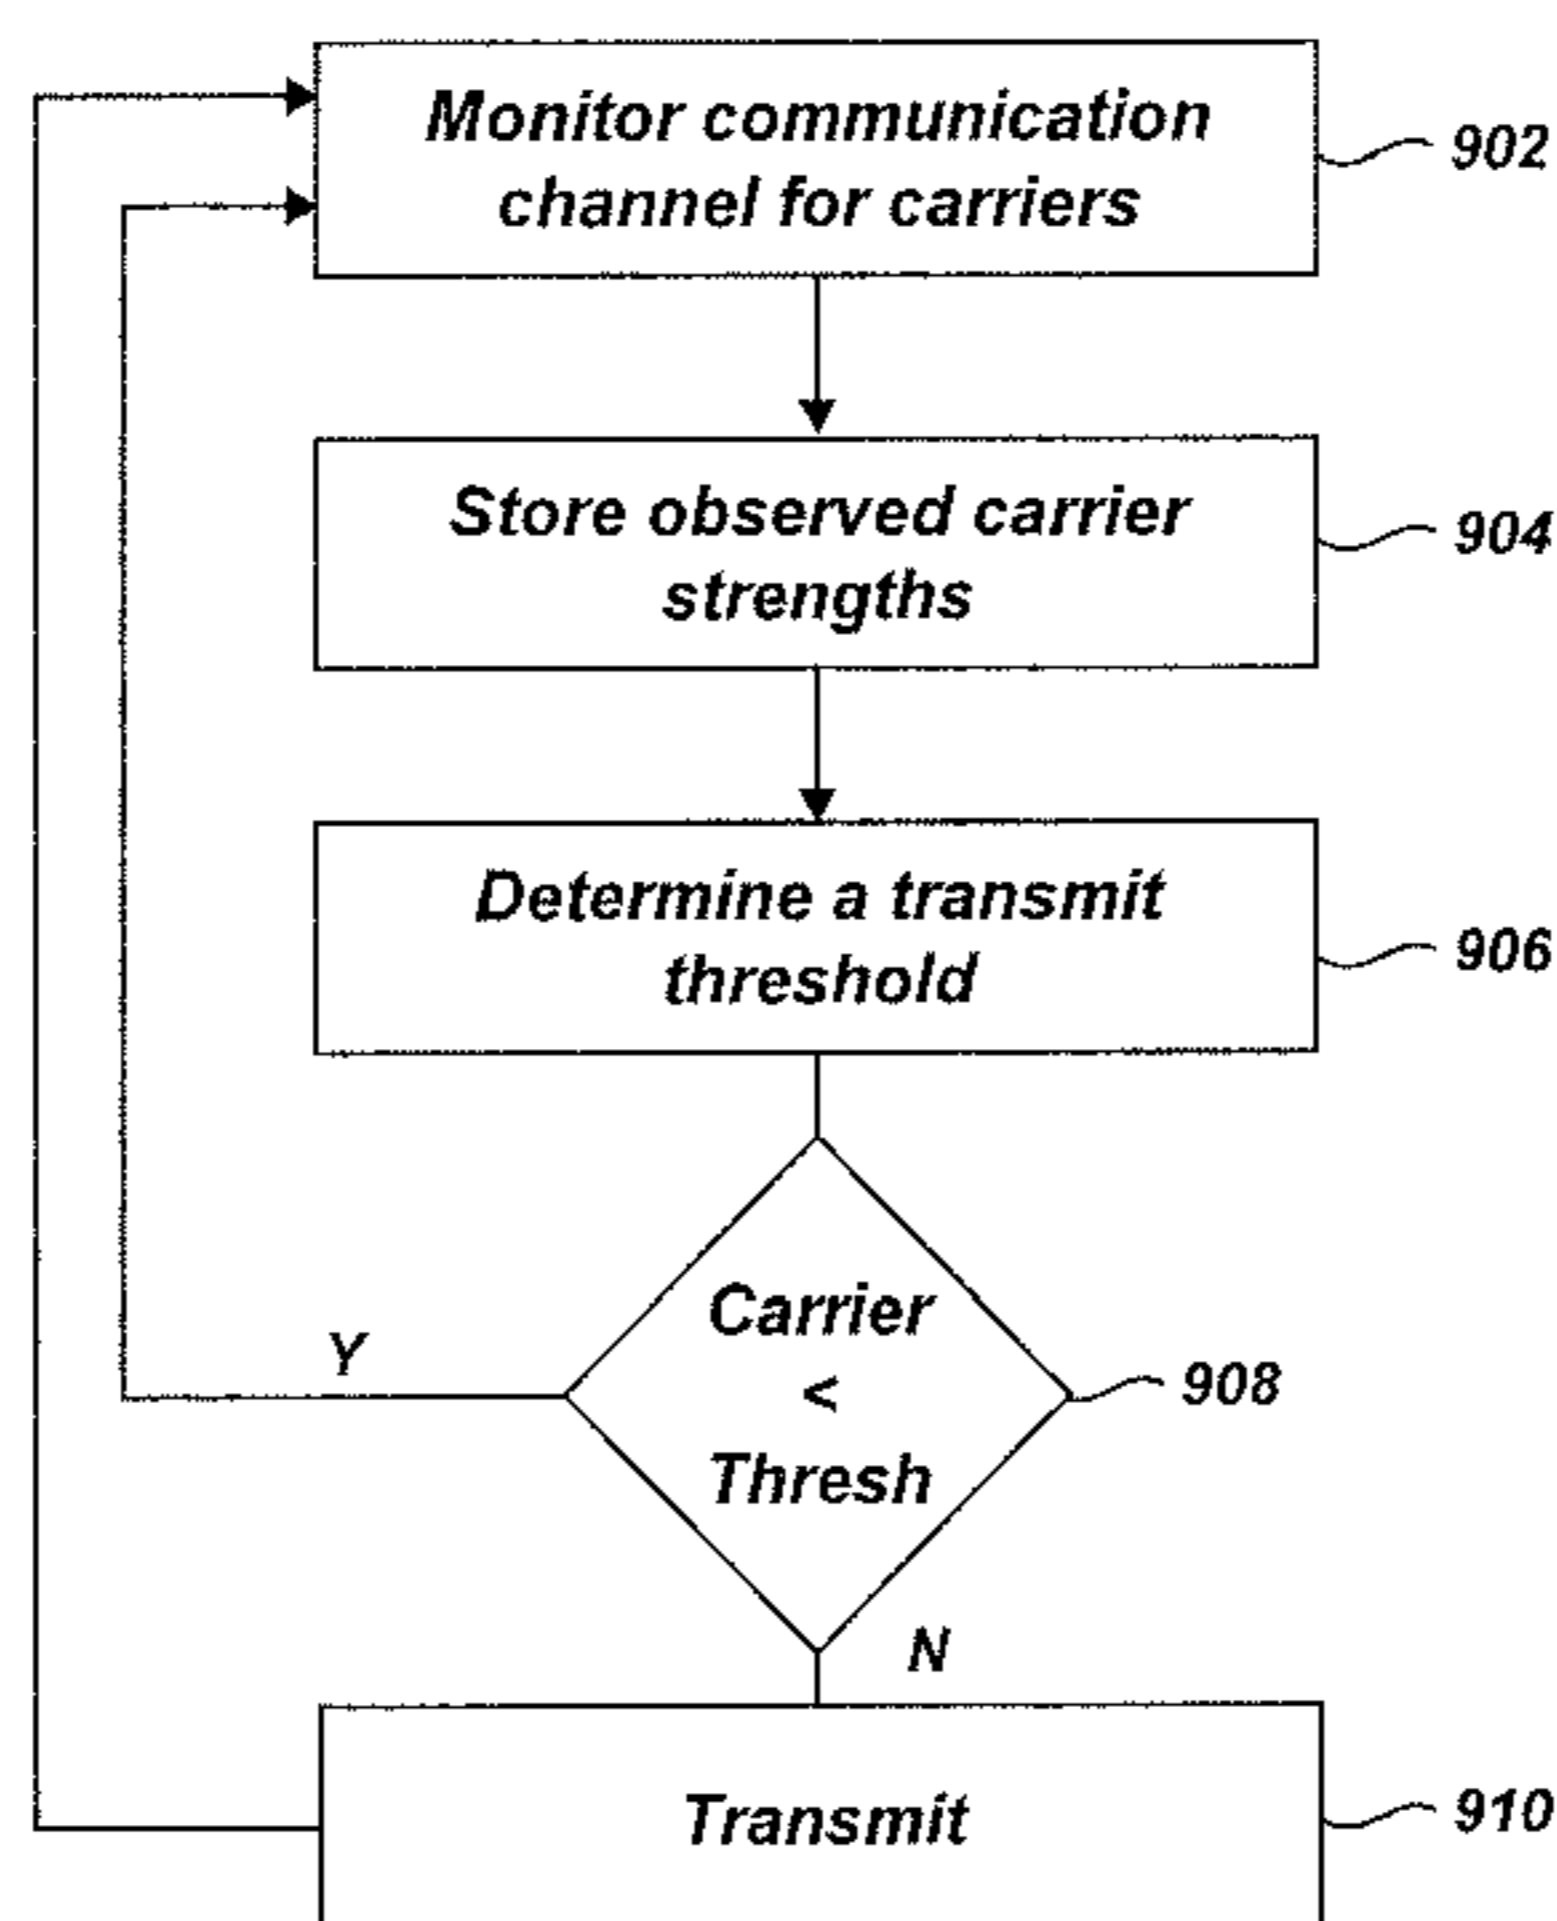 Monitor communication
channel for carriers
902
Store observed carrier
strengths
904
Determine a transmit
threshold
906
Carrier
<
Thresh
908
Y
N
Transmit
910